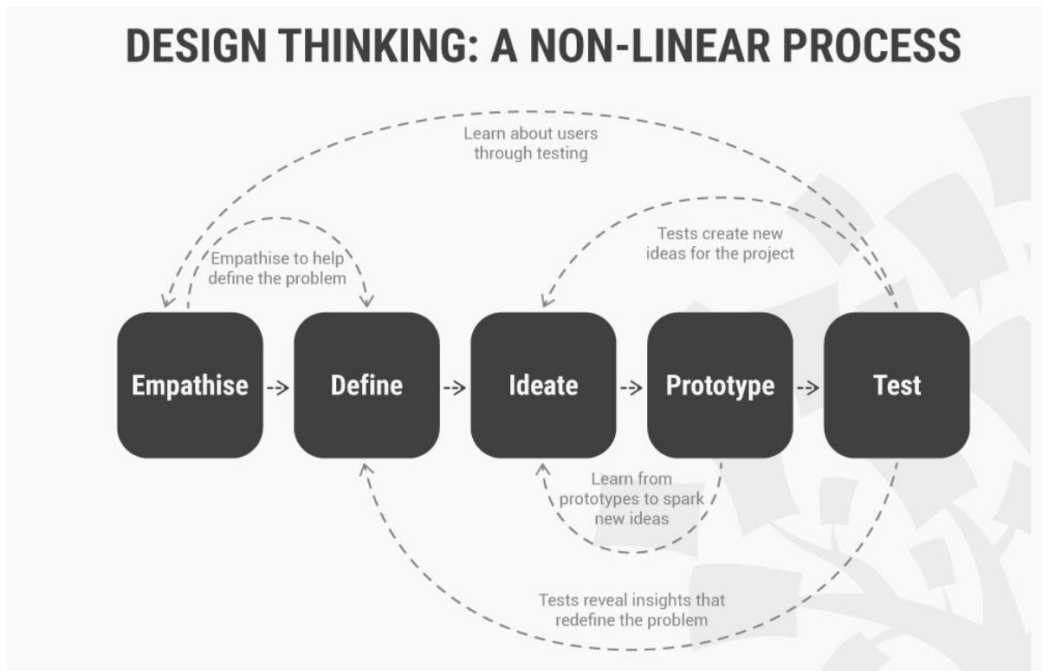 DESIGN THINKING: A NON-LINEAR PROCESS
Learn about users
through testing
Empathise to help
define the problem
Tests create new
ideas for the project
Empathise
Define
Ideate
Prototype
Test
Learn from
prototypes to spark
new ideas
Tests reveal insights that
redefine the problem